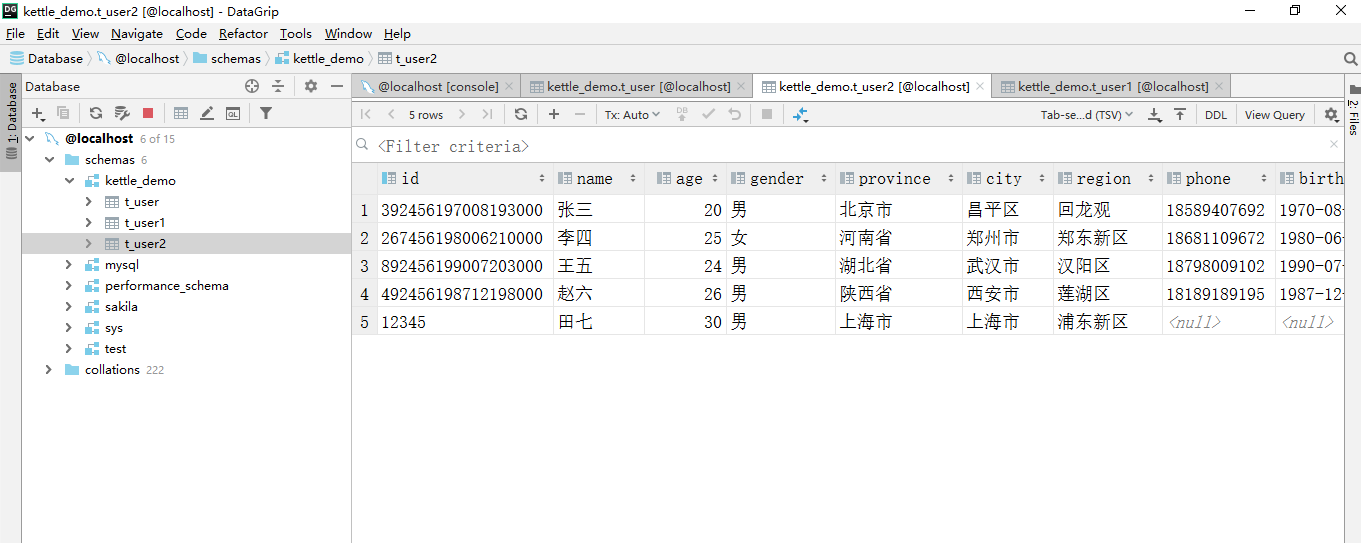 DG kettle_demo.t_user2 [@localhost] - DataGrip
File Edit View Navigate Code Refactor Tools Window Help
Database @localhost schemas kettle_demo t_user2
1: Database
Database
@localhost 6 of 15
schemas 6
kettle_demo
t_user
t_user1
t_user2
mysql
performance_schema
sakila
sys
test
collations 222
@localhost [console] kettle_demo.t_user [@localhost] kettle_demo.t_user2 [@localhost] kettle_demo.t_user1 [@localhost]
5 rows Tx: Auto DB Tab-se...d (TSV) DDL View Query
<Filter criteria>
id name age gender province city region phone birth
1 392456197008193000 张三 20 男 北京市 昌平区 回龙观 18589407692 1970-08-
2 267456198006210000 李四 25 女 河南省 郑州市 郑东新区 18681109672 1980-06-
3 892456199007203000 王五 24 男 湖北省 武汉市 汉阳区 18798009102 1990-07-
4 492456198712198000 赵六 26 男 陕西省 西安市 莲湖区 18189189195 1987-12-
5 12345 田七 30 男 上海市 上海市 浦东新区 <null> <null>
2: Files